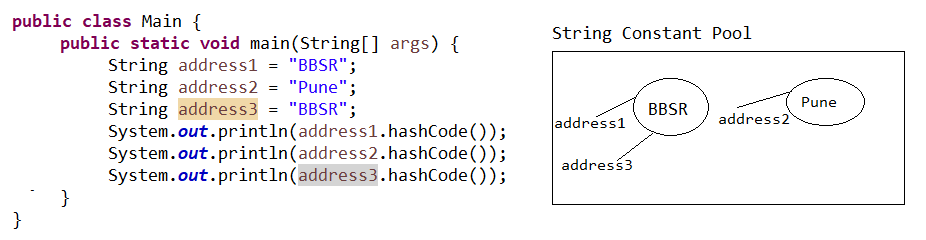 public class Main {
public static void main(String[] args) {
String address1 = "BBSR";
String address2 = "Pune";
String address3 = "BBSR";
System.out.println(address1.hashCode());
System.out.println(address2.hashCode());
System.out.println(address3.hashCode());
}
}
String Constant Pool
BBSR
Pune
address1
address2
address3